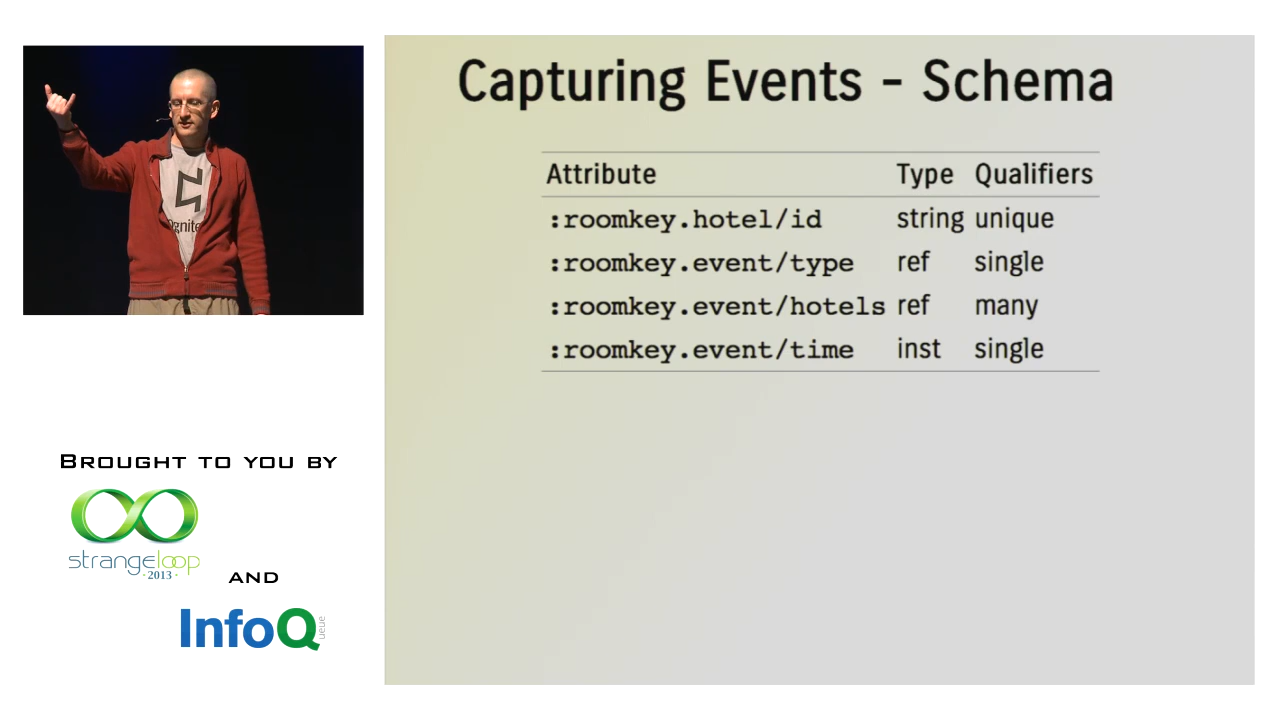 Capturing Events - Schema
Attribute Type Qualifiers
:roomkey.hotel/id string unique
:roomkey.event/type ref single
:roomkey.event/hotels ref many
:roomkey.event/time inst single
BROUGHT TO YOU BY
strangeloop
·2013·
AND
InfoQ
ueue